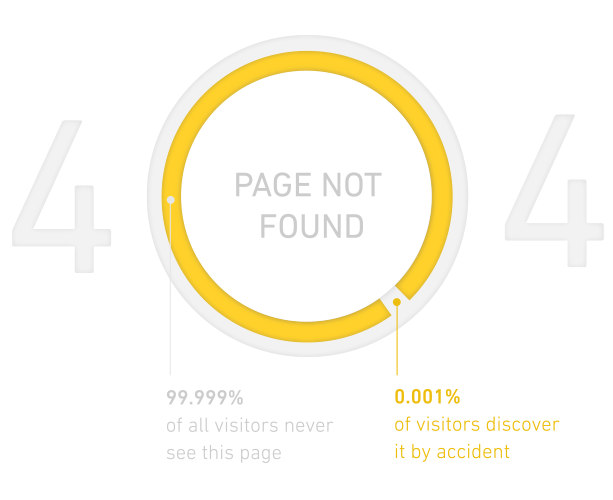 4 4
PAGE NOT
FOUND
99.999%
of all visitors never
see this page
0.001%
of visitors discover
it by accident